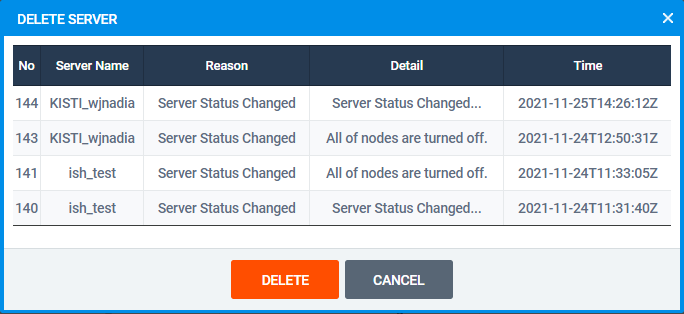 DELETE SERVER ×
No Server Name Reason Detail Time
144 KISTI_wjnadia Server Status Changed Server Status Changed... 2021-11-25T14:26:12Z
143 KISTI_wjnadia Server Status Changed All of nodes are turned off. 2021-11-24T12:50:31Z
141 ish_test Server Status Changed All of nodes are turned off. 2021-11-24T11:33:05Z
140 ish_test Server Status Changed Server Status Changed... 2021-11-24T11:31:40Z
DELETE CANCEL